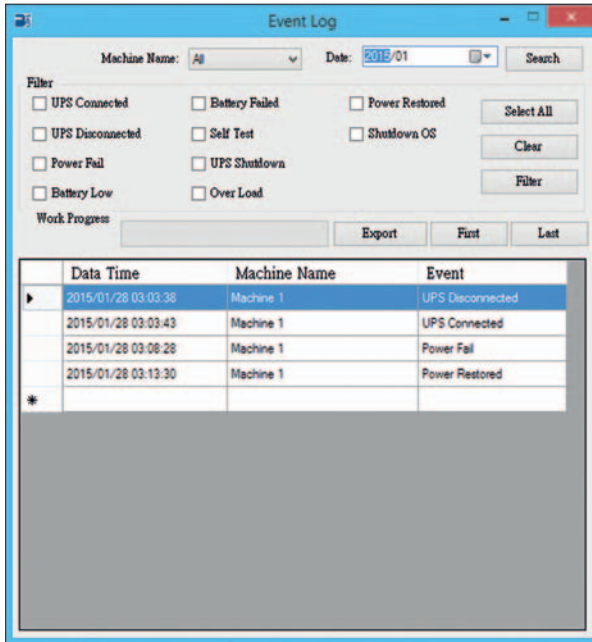 Event Log
Machine Name: All Date: 2015/01 Search
Filter
UPS Connected Battery Failed Power Restored Select All
UPS Disconnected Self Test Shutdown OS Clear
Power Fail UPS Shutdown Filter
Battery Low Over Load
Work Progress Export First Last
Data Time Machine Name Event
2015/01/28 03:03:38 Machine 1 UPS Disconnected
2015/01/28 03:03:43 Machine 1 UPS Connected
2015/01/28 03:08:28 Machine 1 Power Fail
2015/01/28 03:13:30 Machine 1 Power Restored